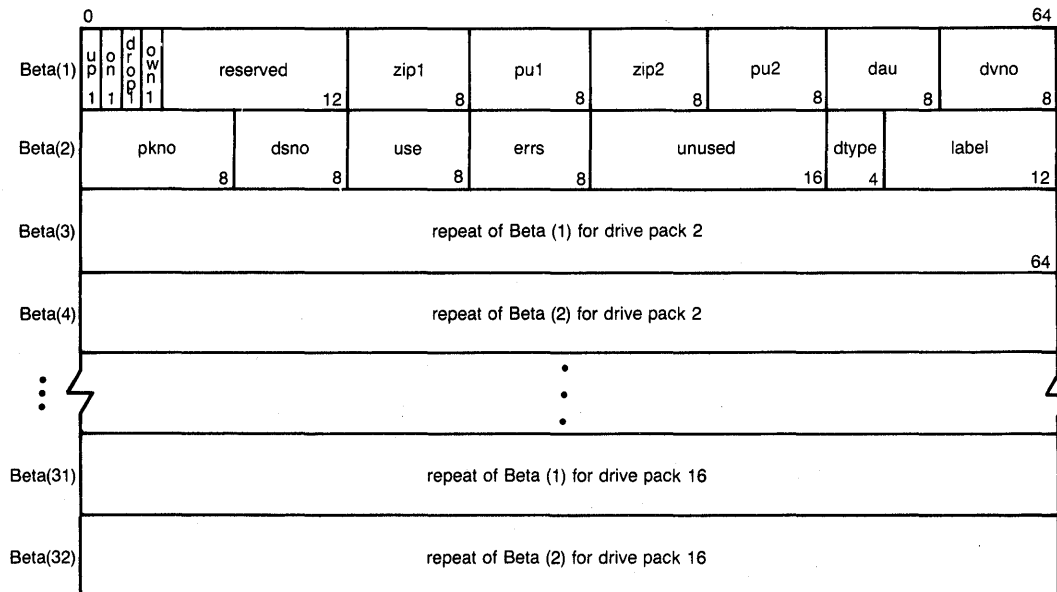 0 64
Beta(1) up 1 on 1 drop 1 own 1 reserved 12 zip1 8 pu1 8 zip2 8 pu2 8 dau 8 dvno 8
Beta(2) pkno 8 dsno 8 use 8 errs 8 unused 16 dtype 4 label 12
Beta(3) repeat of Beta (1) for drive pack 2
64
Beta(4) repeat of Beta (2) for drive pack 2
Beta(31) repeat of Beta (1) for drive pack 16
Beta(32) repeat of Beta (2) for drive pack 16